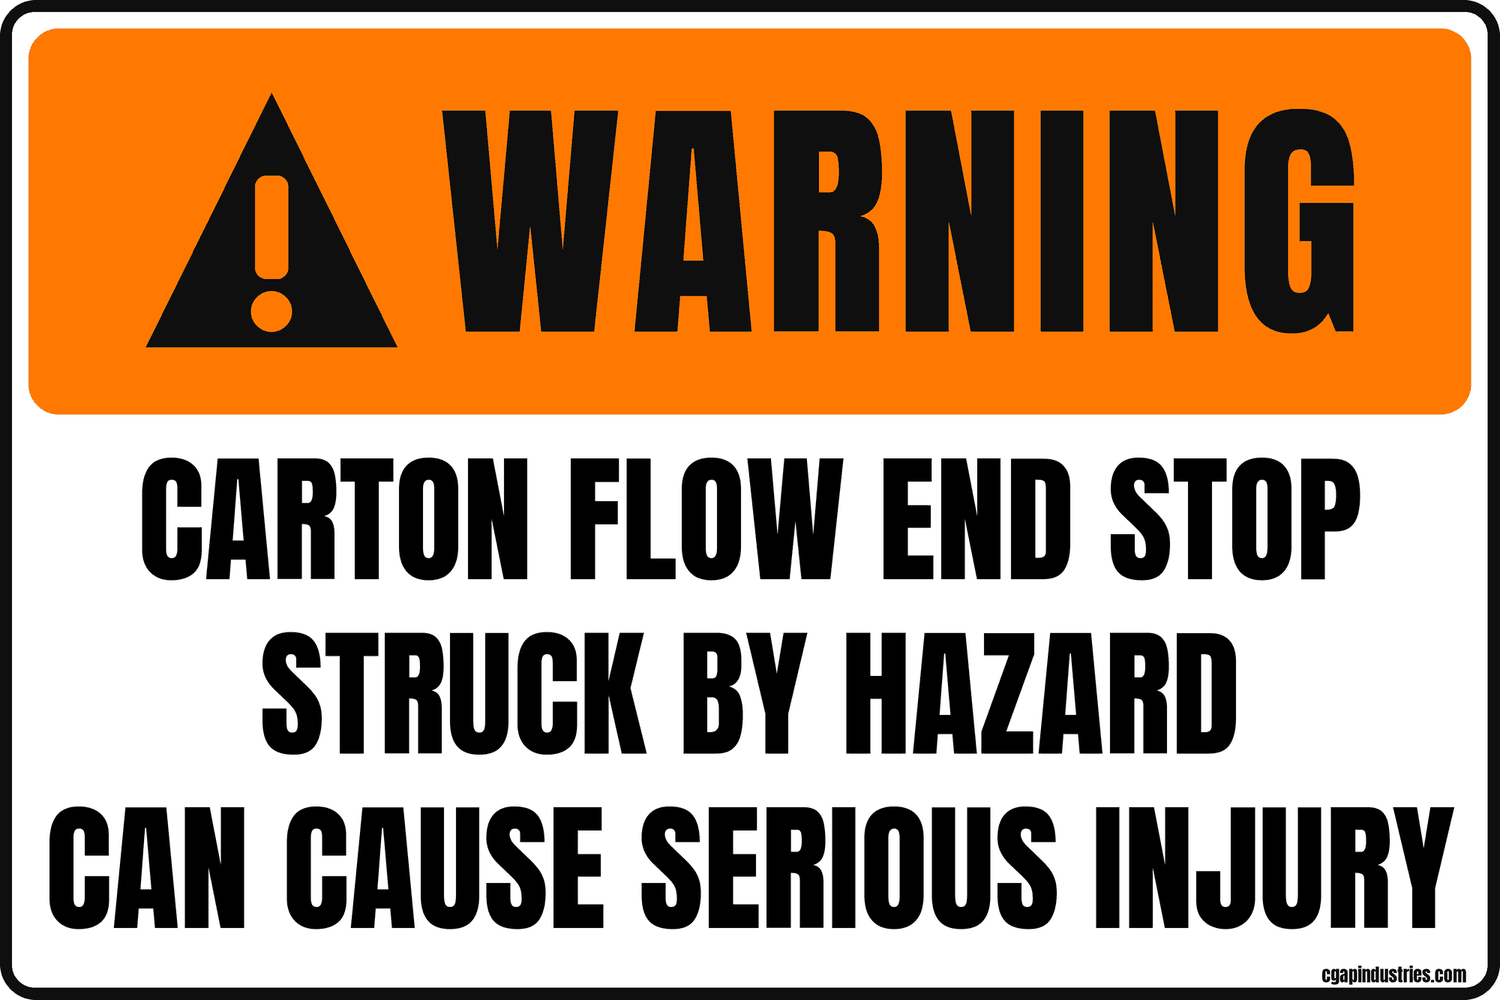 WARNING
CARTON FLOW END STOP
STRUCK BY HAZARD
CAN CAUSE SERIOUS INJURY
cgapindustries.com